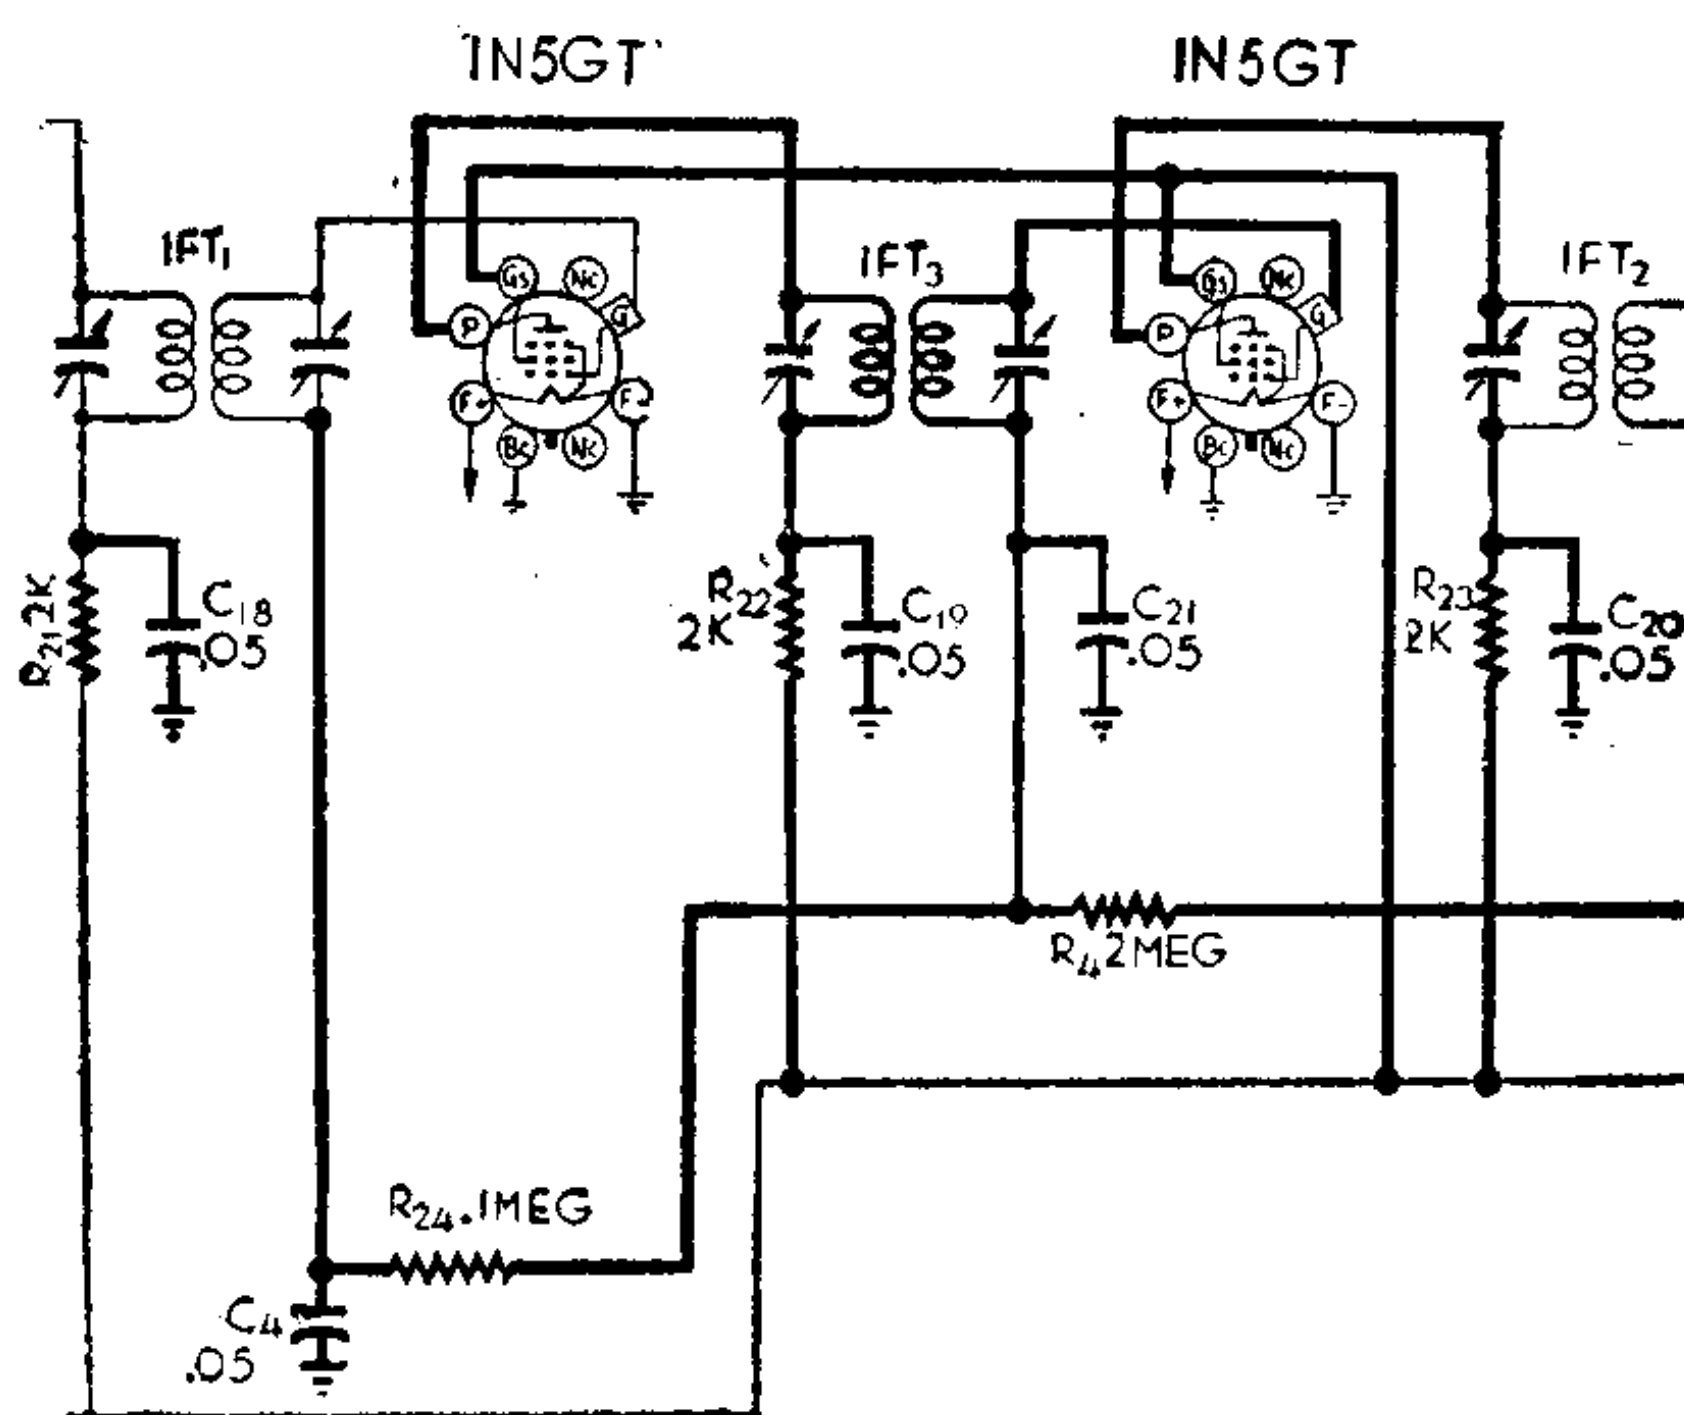 1N5GT
1N5GT
IFT1
IFT3
IFT2
Gs
Nc
P
G
F+
F-
Bc
Nc
Gs
Nc
P
G
F+
F-
Bc
Nc
R21 2K
C18
.05
R22
2K
C19
.05
C21
.05
R23
2K
C20
.05
R4 2MEG
R24 .1MEG
C4
.05